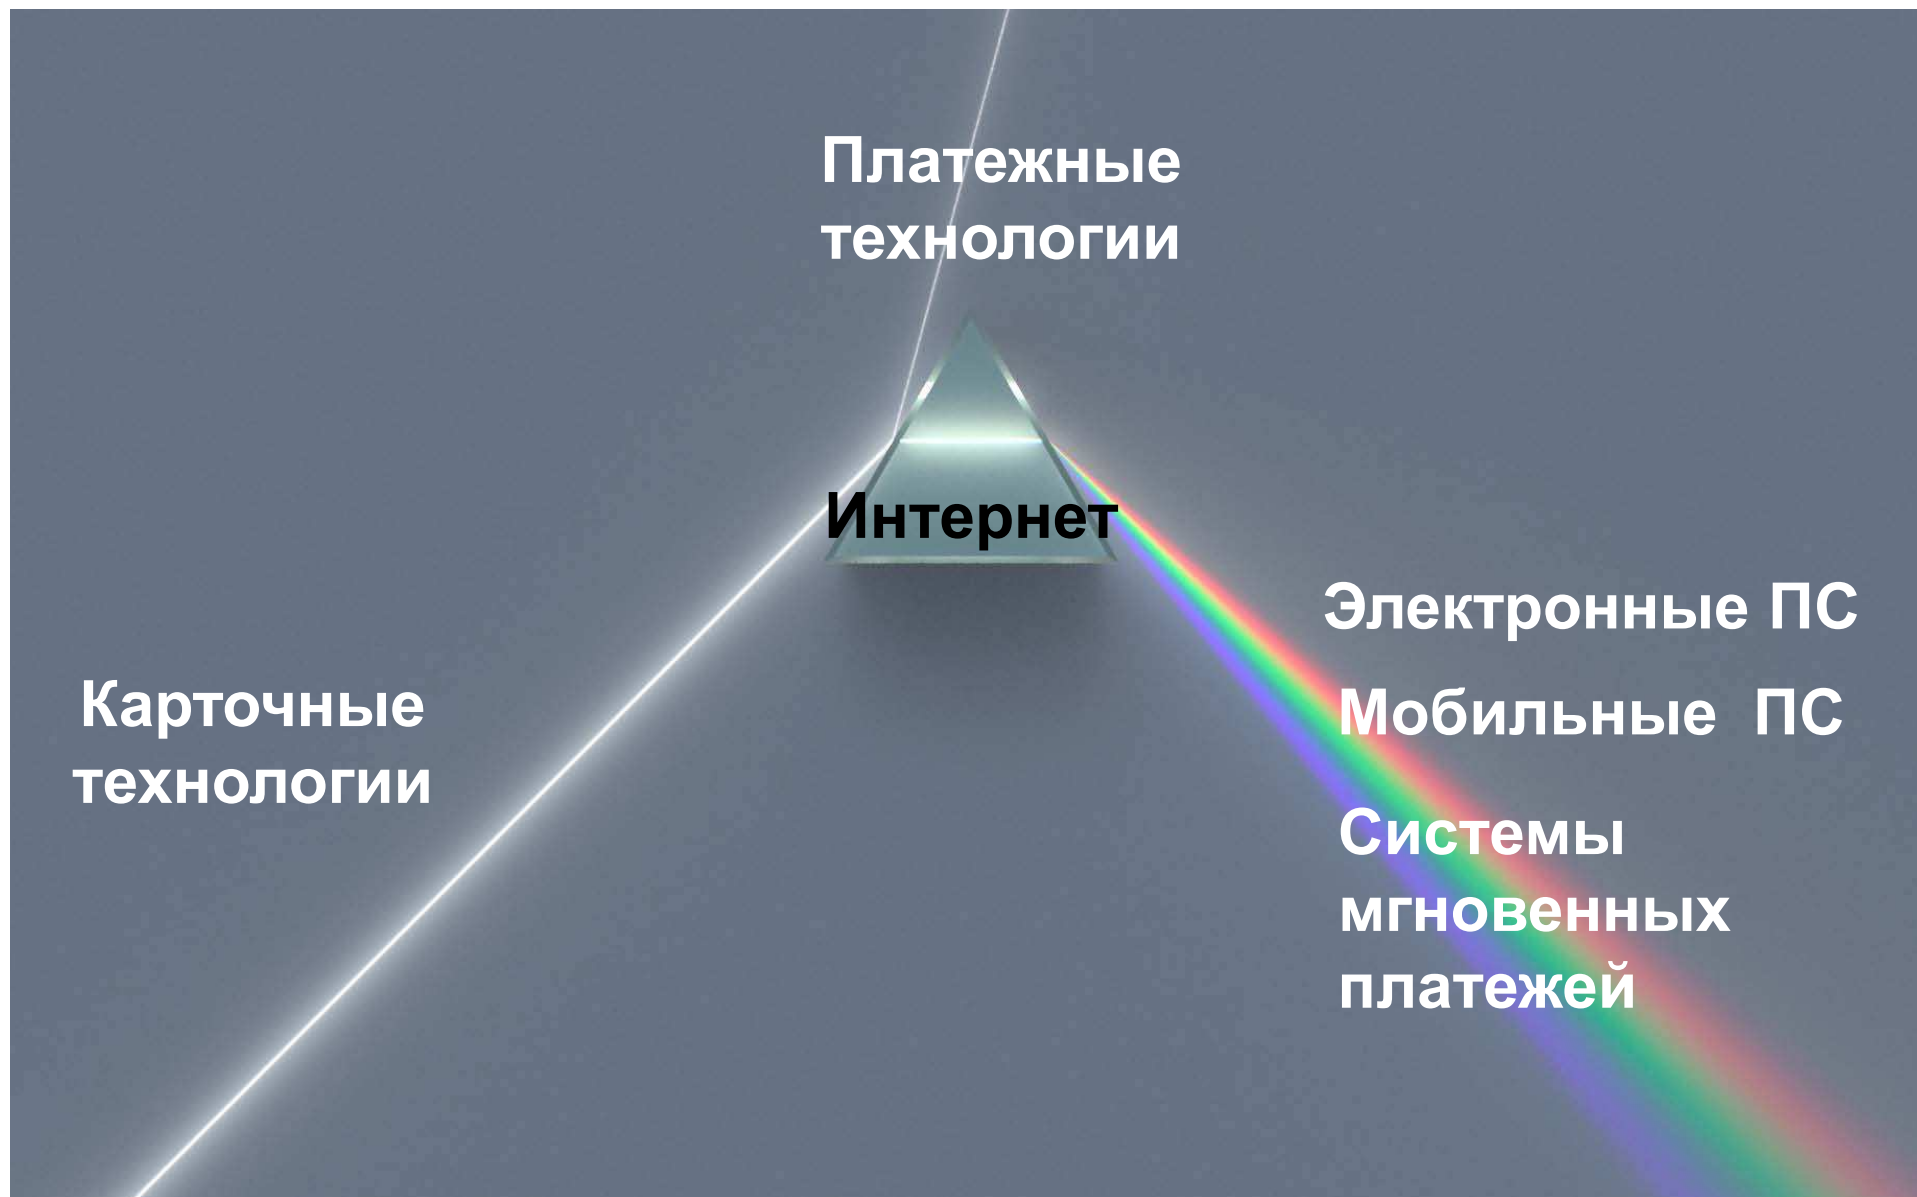 Платежные
технологии
Интернет
Карточные
технологии
Электронные ПС
Мобильные ПС
Системы
мгновенных
платежей